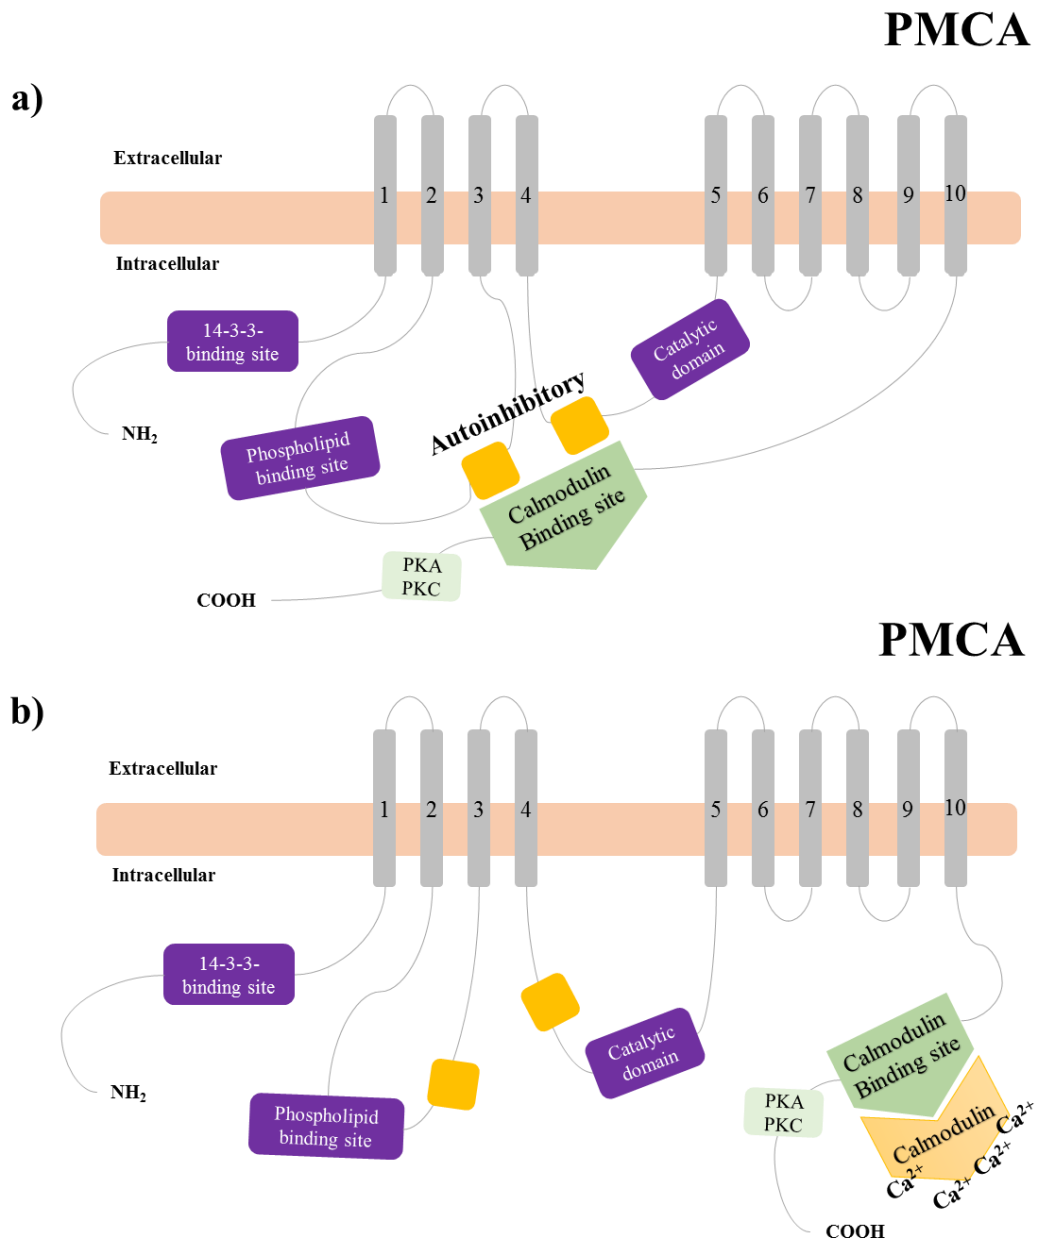 PMCA
a)
Extracellular
1 2 3 4 5 6 7 8 9 10
Intracellular
14-3-3-
binding site
Catalytic
domain
Autoinhibitory
NH₂
Phospholipid
binding site
Calmodulin
Binding site
PKA
PKC
COOH
PMCA
b)
Extracellular
1 2 3 4 5 6 7 8 9 10
Intracellular
14-3-3-
binding site
Catalytic
domain
Calmodulin
Binding site
NH₂
Phospholipid
binding site
PKA
PKC
Calmodulin
Ca²⁺
Ca²⁺
Ca²⁺
Ca²⁺
COOH